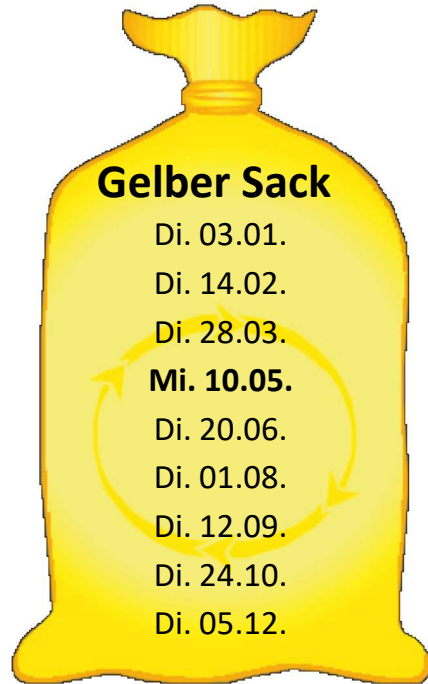 Gelber Sack
Di. 03.01.
Di. 14.02.
Di. 28.03.
Mi. 10.05.
Di. 20.06.
Di. 01.08.
Di. 12.09.
Di. 24.10.
Di. 05.12.